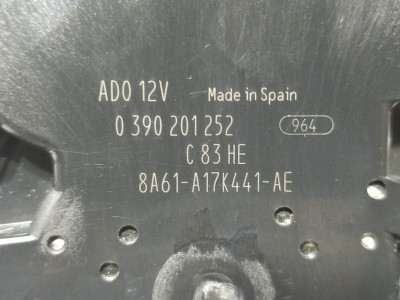 ADO 12V Made in Spain
0 390 201 252 964
C 83 HE
8A61-A17K441-AE